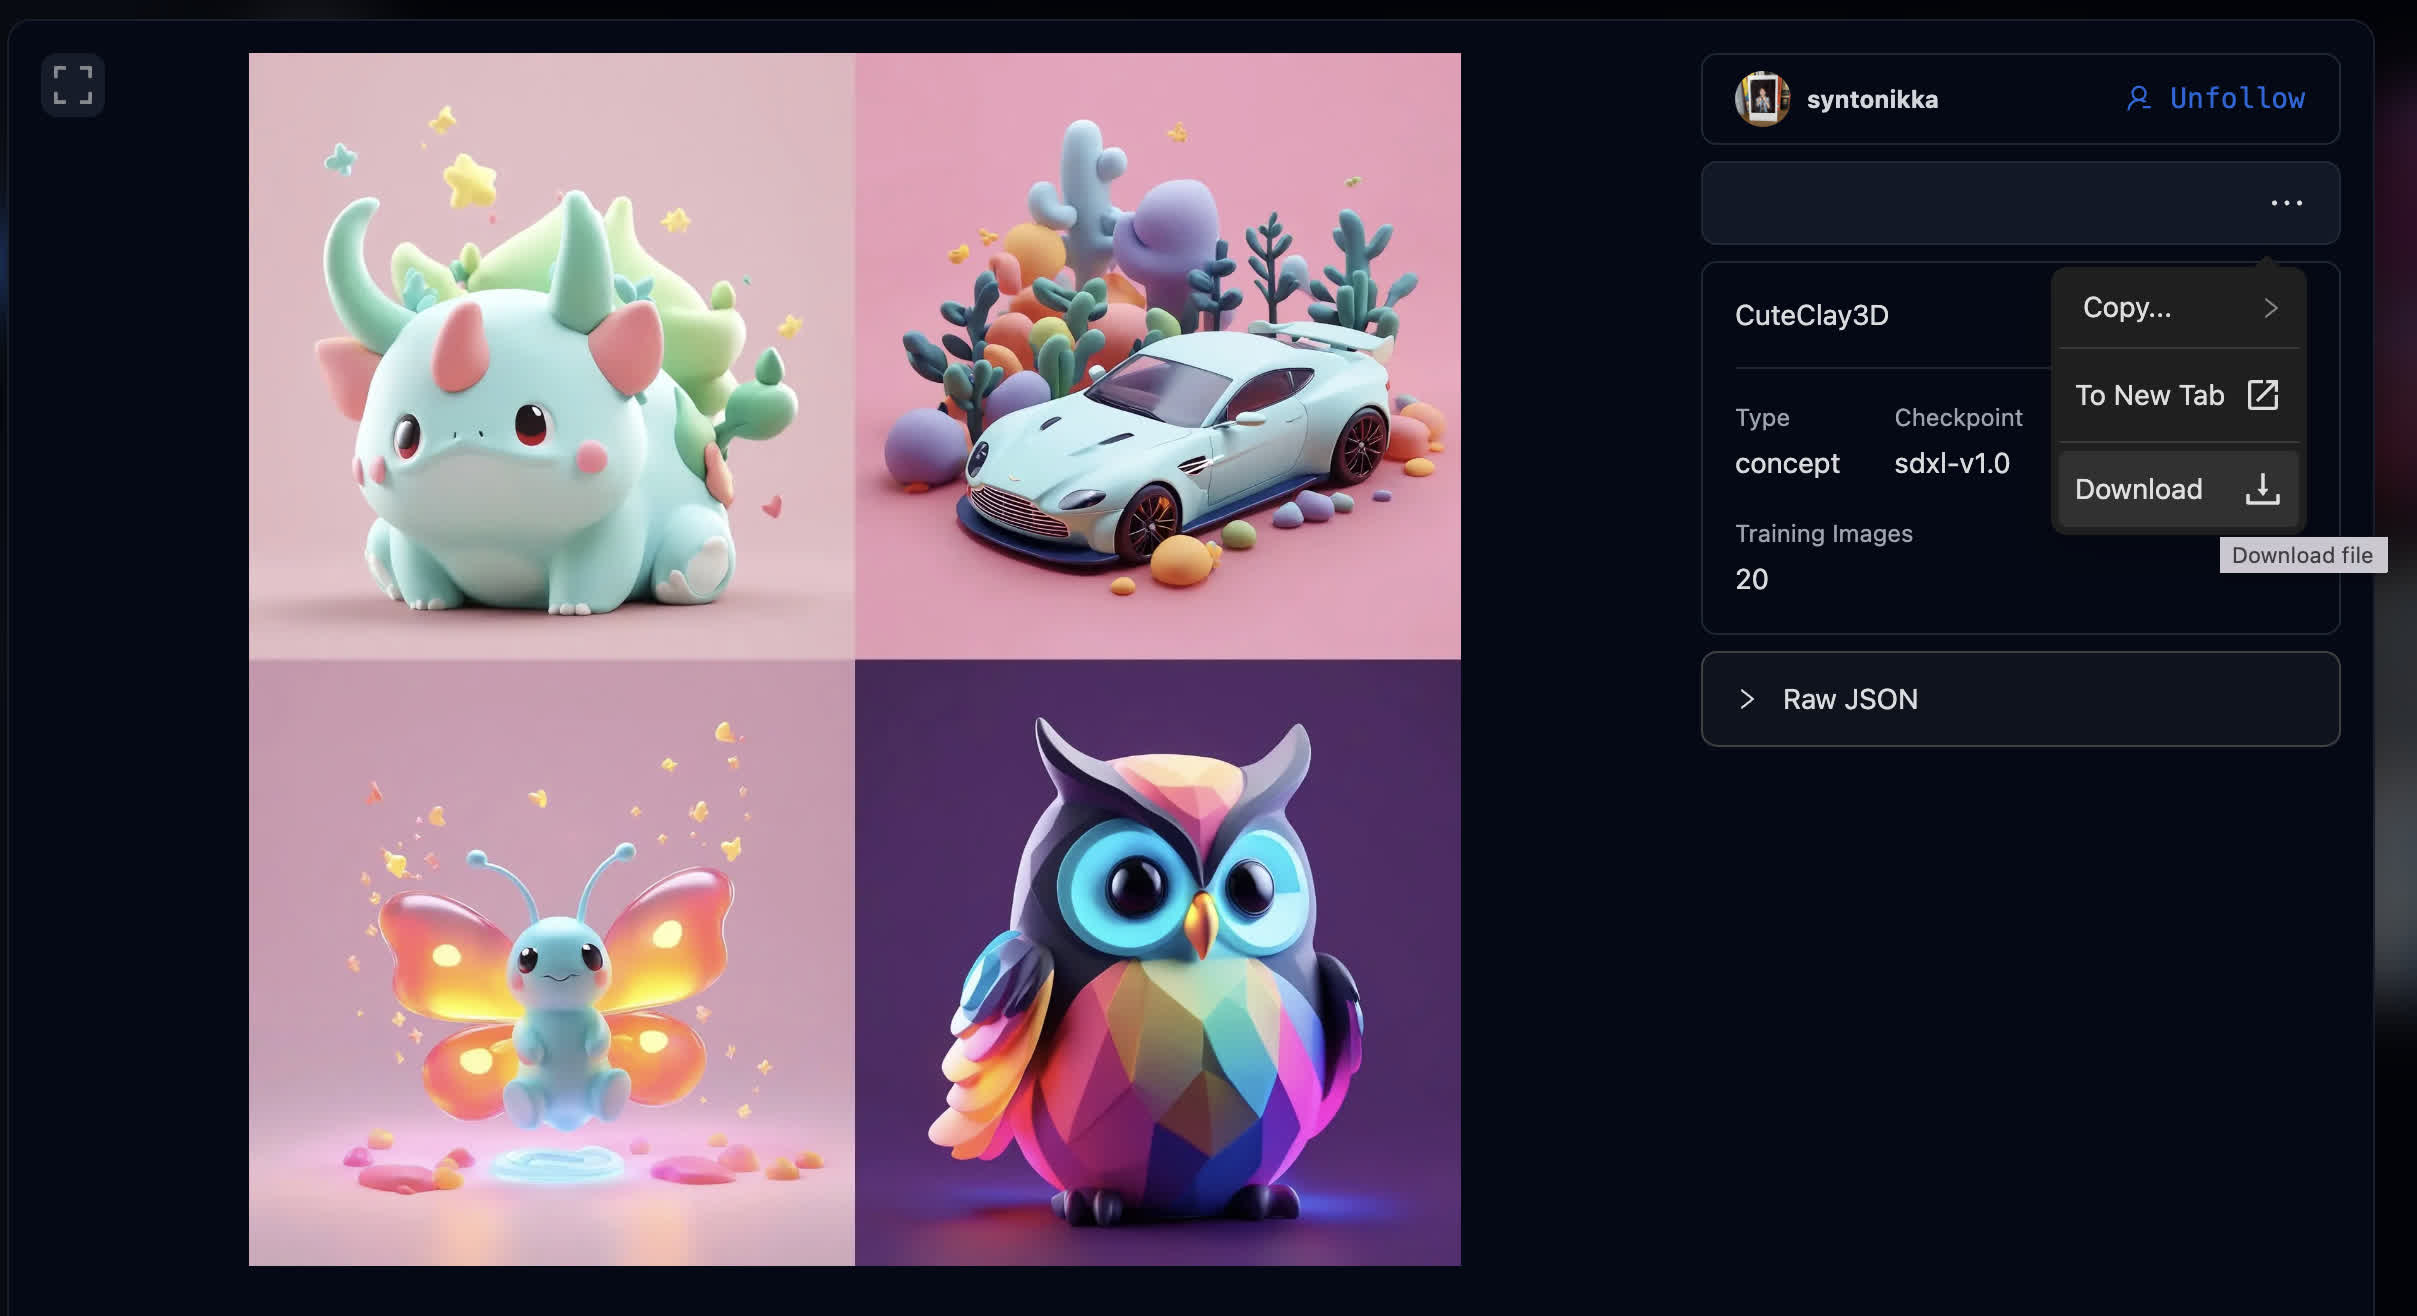 syntonikka
Unfollow
...
CuteClay3D
Copy...
To New Tab
Download
Download file
Type
Checkpoint
concept
sdxl-v1.0
Training Images
20
Raw JSON